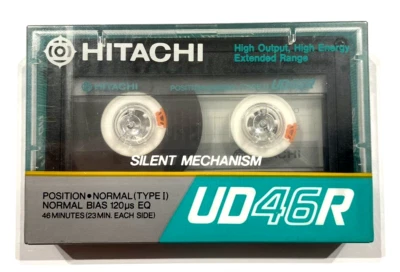 HITACHI
High Output, High Energy
Extended Range
SILENT MECHANISM
POSITION•NORMAL (TYPE I)
NORMAL BIAS 120µs EQ
46 MINUTES (23 MIN. EACH SIDE)
UD46R